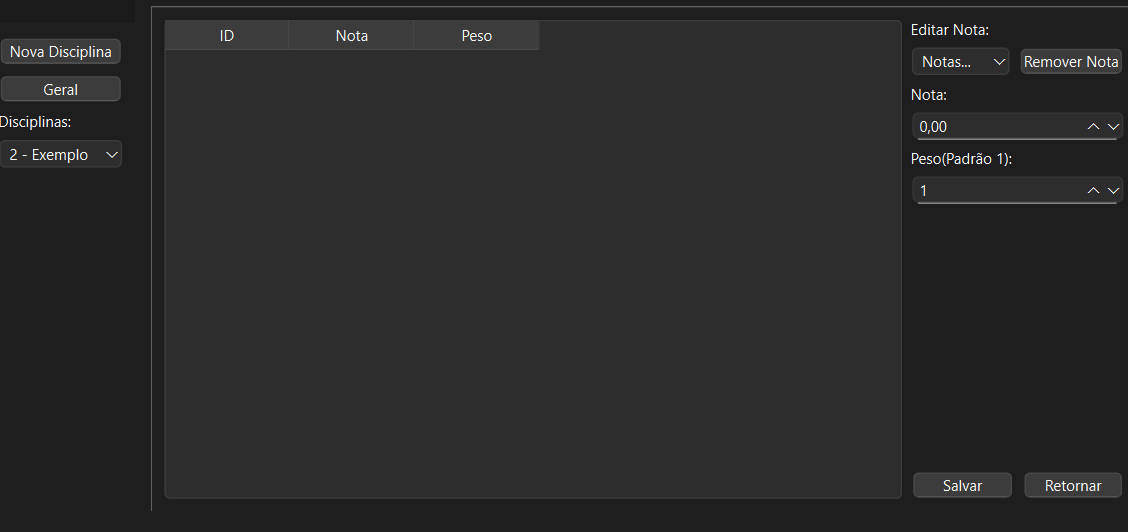 Nova Disciplina
Geral
Disciplinas:
2 - Exemplo
ID Nota Peso
Editar Nota:
Notas... Remover Nota
Nota:
0,00
Peso(Padrão 1):
1
Salvar Retornar